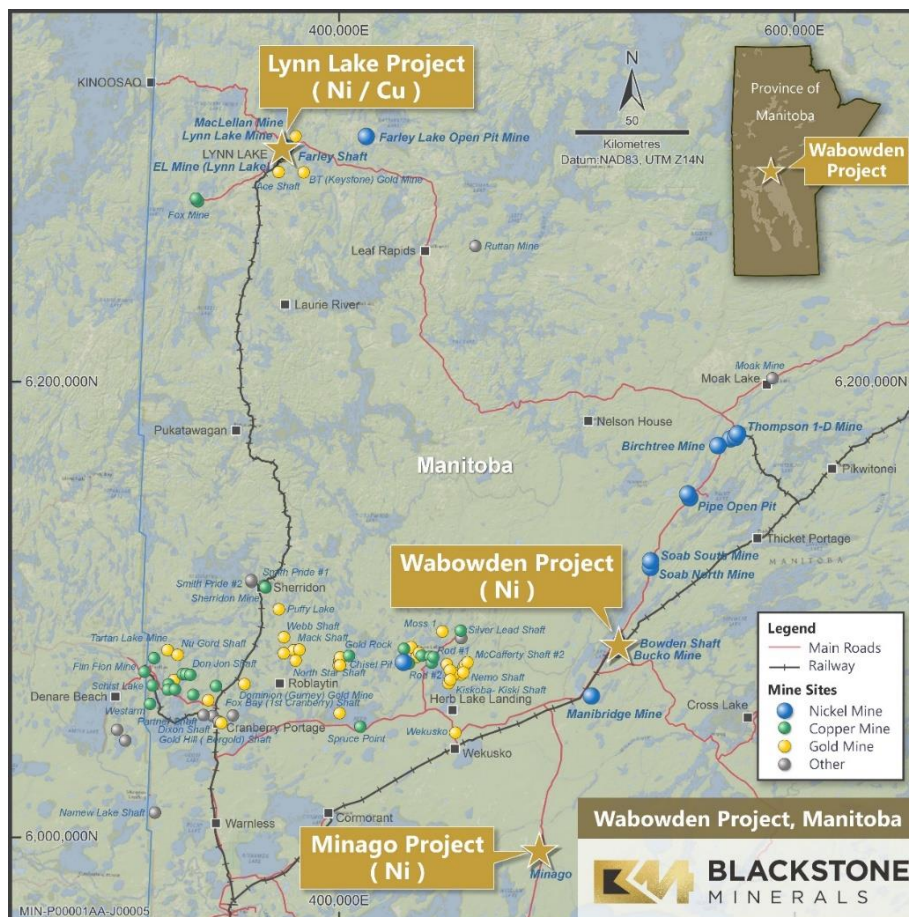 400,000E
600,000E
KINOOSAO
Lynn Lake Project
( Ni / Cu )
N
50
Kilometres
Datum:NAD83, UTM Z14N
Province of
Manitoba
Wabowden
Project
MacLellan Mine
Lynn Lake Mine
LYNN LAKE
Farley Shaft
EL Mine (Lynn Lake)
Farley Lake Open Pit Mine
Ace Shaft
BT (Keystone) Gold Mine
Fox Mine
Leaf Rapids
Ruttan Mine
Laurie River
6,200,000N
6,200,000N
Moak Mine
Moak Lake
Pukatawagan
Nelson House
Thompson 1-D Mine
Birchtree Mine
Manitoba
Pikwitonei
Pipe Open Pit
Thicket Portage
MANITOBA
Wabowden Project
( Ni )
Soab South Mine
Soab North Mine
Smith Pride #1
Smith Pride #2
Sherridon
Sherridon Mine
Puffy Lake
Webb Shaft
Moss 1
Silver Lead Shaft
Tartan Lake Mine
Nu Gord Shaft
Mack Shaft
Gold Rock
Rod #1
McCafferty Shaft #2
Flin Flon Mine
Don Jon Shaft
North Star Shaft
Chisel Pit
Rod #2
Nemo Shaft
Bowden Shaft
Bucko Mine
Schist Lake
Roblaytin
Kiskoba- Kiski Shaft
Denare Beach
Dominion (Gurney) Gold Mine
Herb Lake Landing
Manibridge Mine
Cross Lake
Westarm
Partner Shaft
Fox Bay (1st Cranberry) Shaft
Dixon Shaft
Cranberry Portage
Gold Hill ( Bergold) Shaft
Spruce Point
Wekusko
Wekusko
Namew Lake Shaft
Warnless
Cormorant
6,000,000N
Minago Project
( Ni )
Minago
400,000E
Legend
Main Roads
Railway
Mine Sites
Nickel Mine
Copper Mine
Gold Mine
Other
Wabowden Project, Manitoba
BLACKSTONE
MINERALS
MIN-P00001AA-J00005